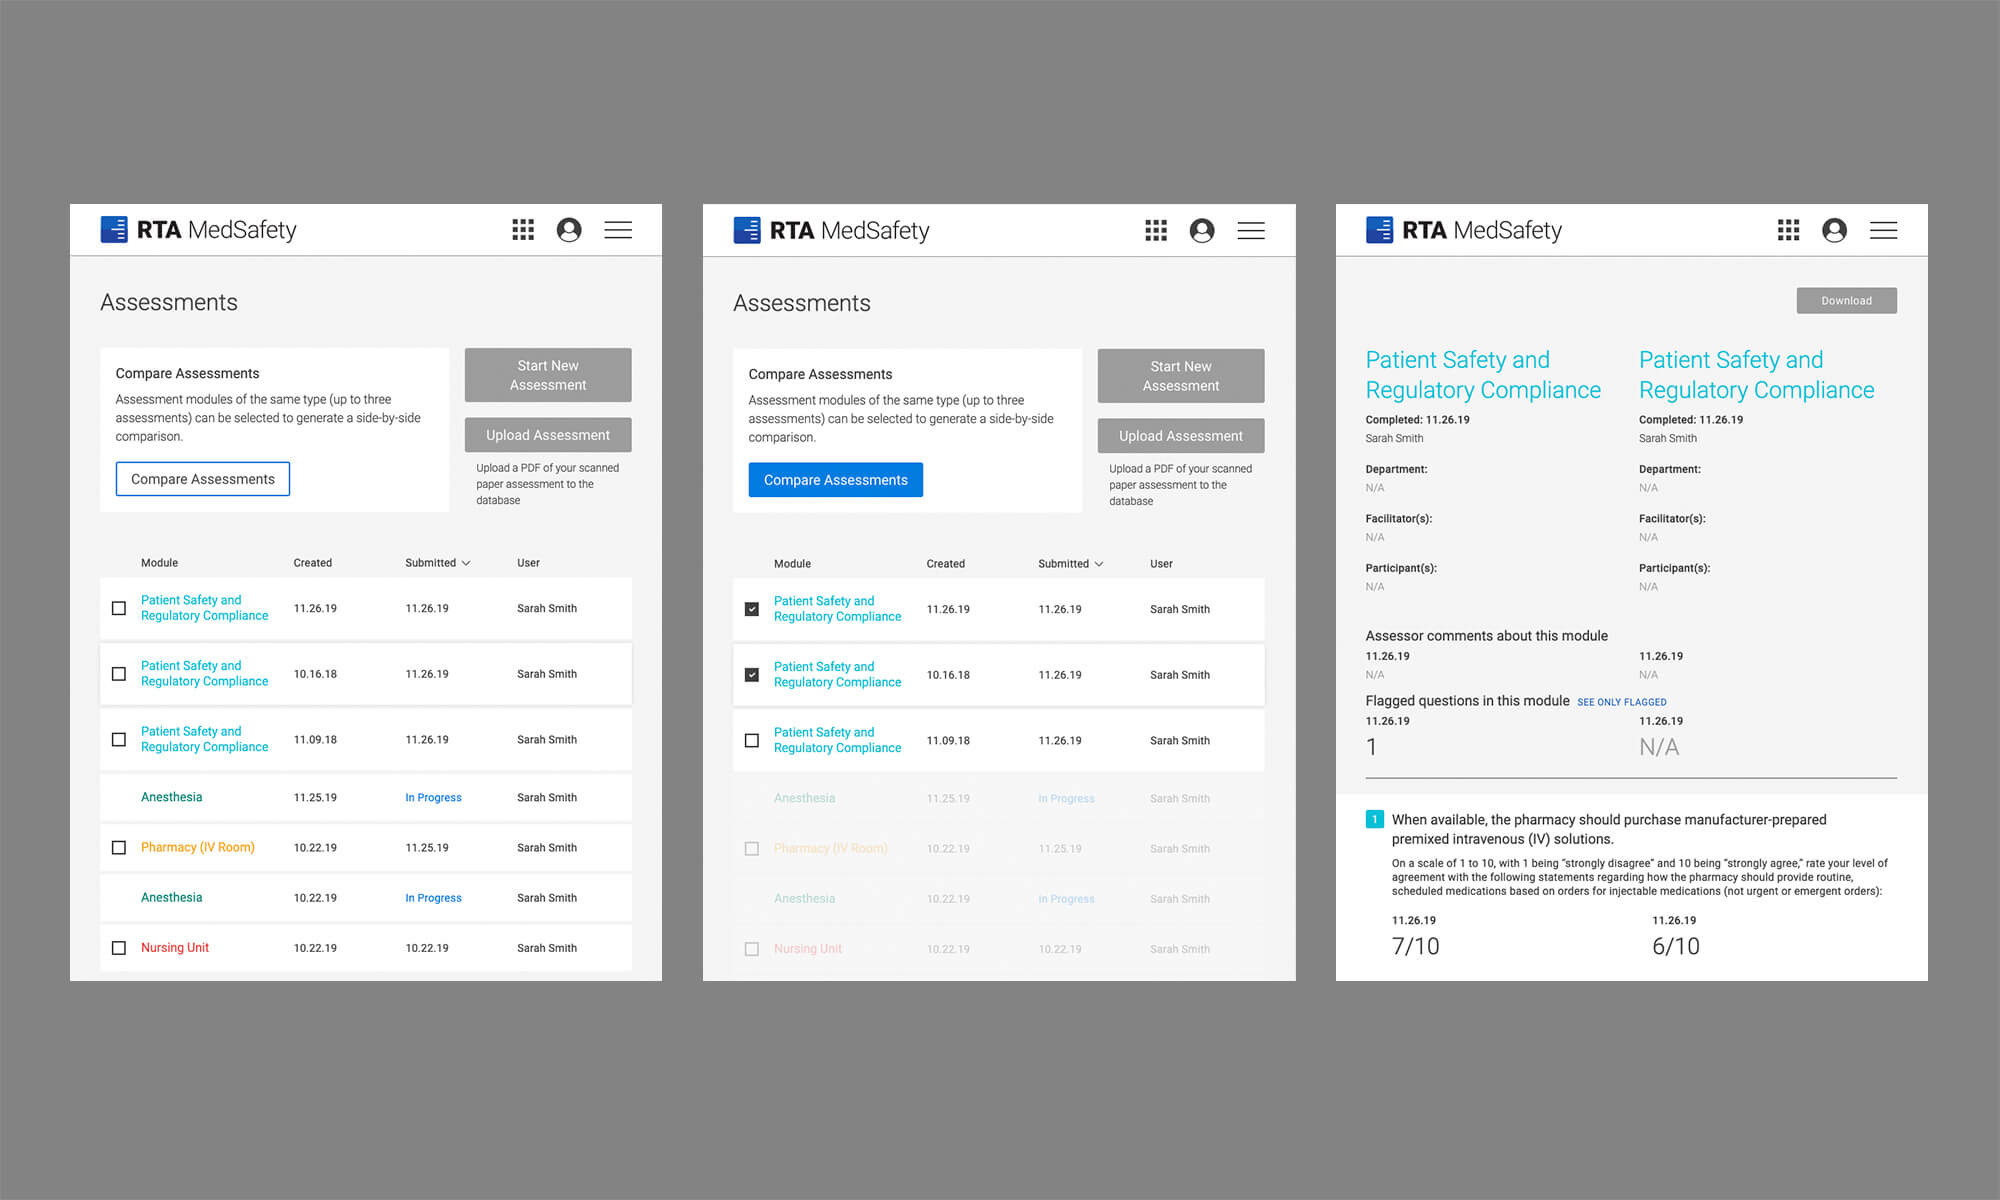 RTA MedSafety
Assessments
Compare Assessments
Assessment modules of the same type (up to three
assessments) can be selected to generate a side-by-side
comparison.
Compare Assessments
Start New
Assessment
Upload Assessment
Upload a PDF of your scanned
paper assessment to the
database
Module Created Submitted User
Patient Safety and
Regulatory Compliance 11.26.19 11.26.19 Sarah Smith
Patient Safety and
Regulatory Compliance 10.16.18 11.26.19 Sarah Smith
Patient Safety and
Regulatory Compliance 11.09.18 11.26.19 Sarah Smith
Anesthesia 11.25.19 In Progress Sarah Smith
Pharmacy (IV Room) 10.22.19 11.25.19 Sarah Smith
Anesthesia 10.22.19 In Progress Sarah Smith
Nursing Unit 10.22.19 10.22.19 Sarah Smith
RTA MedSafety
Assessments
Compare Assessments
Assessment modules of the same type (up to three
assessments) can be selected to generate a side-by-side
comparison.
Compare Assessments
Start New
Assessment
Upload Assessment
Upload a PDF of your scanned
paper assessment to the
database
Module Created Submitted User
Patient Safety and
Regulatory Compliance 11.26.19 11.26.19 Sarah Smith
Patient Safety and
Regulatory Compliance 10.16.18 11.26.19 Sarah Smith
Patient Safety and
Regulatory Compliance 11.09.18 11.26.19 Sarah Smith
Anesthesia 11.25.19 In Progress Sarah Smith
Pharmacy (IV Room) 10.22.19 11.25.19 Sarah Smith
Anesthesia 10.22.19 In Progress Sarah Smith
Nursing Unit 10.22.19 10.22.19 Sarah Smith
RTA MedSafety
Download
Patient Safety and
Regulatory Compliance
Completed: 11.26.19
Sarah Smith
Department:
N/A
Facilitator(s):
N/A
Participant(s):
N/A
Patient Safety and
Regulatory Compliance
Completed: 11.26.19
Sarah Smith
Department:
N/A
Facilitator(s):
N/A
Participant(s):
N/A
Assessor comments about this module
11.26.19 11.26.19
N/A N/A
Flagged questions in this module SEE ONLY FLAGGED
11.26.19 11.26.19
1 N/A
1 When available, the pharmacy should purchase manufacturer-prepared
premixed intravenous (IV) solutions.
On a scale of 1 to 10, with 1 being "strongly disagree" and 10 being "strongly agree," rate your level of
agreement with the following statements regarding how the pharmacy should provide routine,
scheduled medications based on orders for injectable medications (not urgent or emergent orders):
11.26.19 11.26.19
7/10 6/10